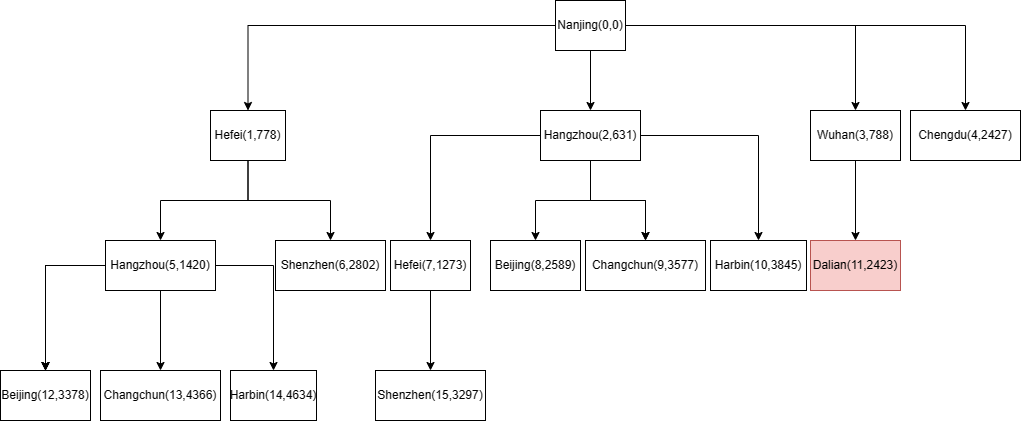 Nanjing(0,0)
Hefei(1,778)
Hangzhou(2,631)
Wuhan(3,788)
Chengdu(4,2427)
Hangzhou(5,1420)
Shenzhen(6,2802)
Hefei(7,1273)
Beijing(8,2589)
Changchun(9,3577)
Harbin(10,3845)
Dalian(11,2423)
Beijing(12,3378)
Changchun(13,4366)
Harbin(14,4634)
Shenzhen(15,3297)